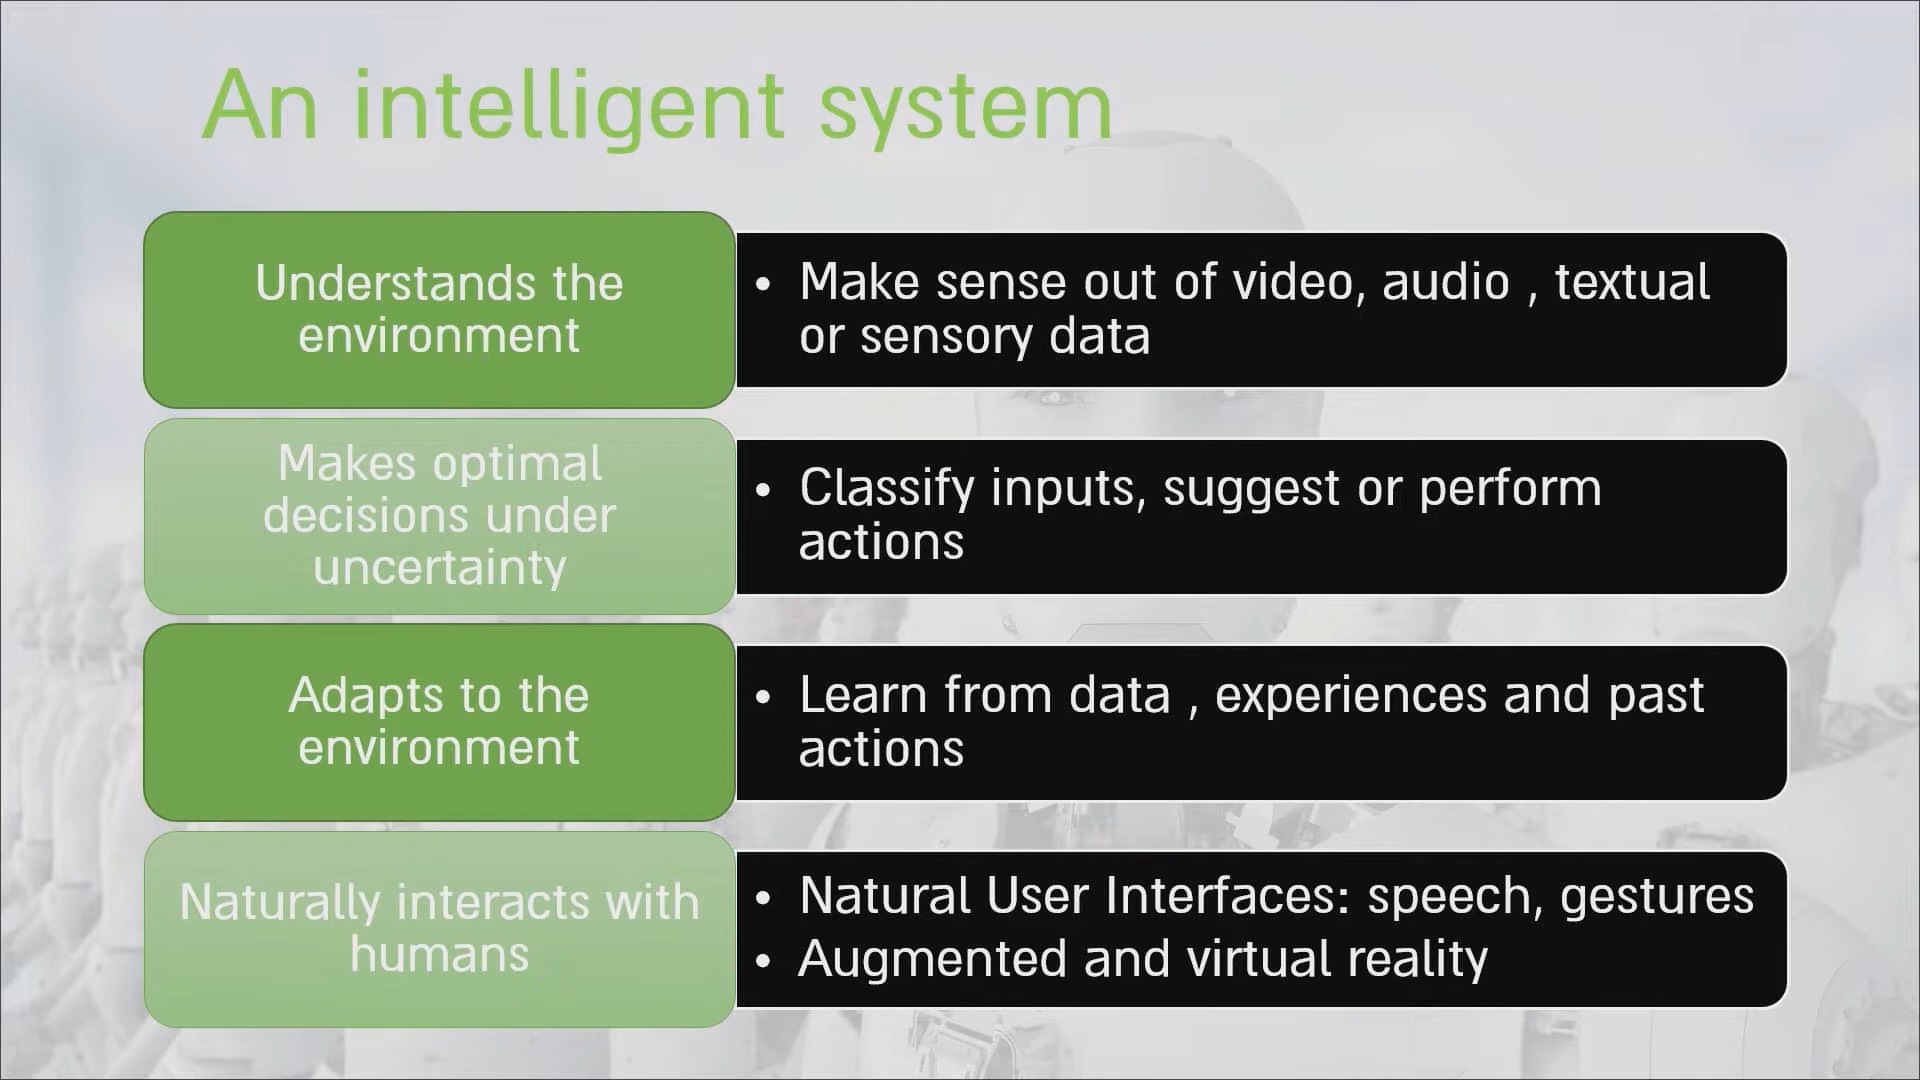 An intelligent system
Understands the
environment
• Make sense out of video, audio , textual
or sensory data
Makes optimal
decisions under
uncertainty
• Classify inputs, suggest or perform
actions
Adapts to the
environment
• Learn from data , experiences and past
actions
Naturally interacts with
humans
• Natural User Interfaces: speech, gestures
• Augmented and virtual reality